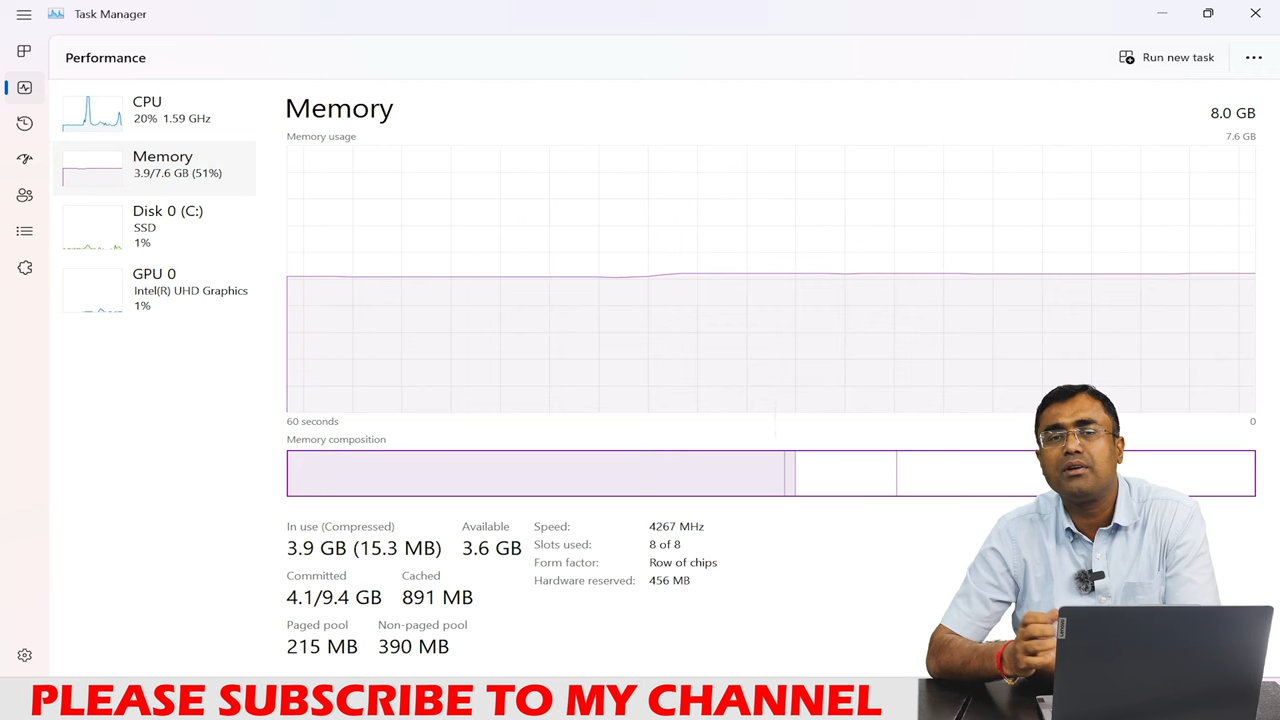 Task Manager
Performance
Run new task
CPU
20% 1.59 GHz
Memory
3.9/7.6 GB (51%)
Disk 0 (C:)
SSD
1%
GPU 0
Intel(R) UHD Graphics
1%
Memory
8.0 GB
Memory usage
7.6 GB
60 seconds
0
Memory composition
In use (Compressed)
3.9 GB (15.3 MB)
Available
3.6 GB
Committed
4.1/9.4 GB
Cached
891 MB
Paged pool
215 MB
Non-paged pool
390 MB
Speed: 4267 MHz
Slots used: 8 of 8
Form factor: Row of chips
Hardware reserved: 456 MB
Lenovo
PLEASE SUBSCRIBE TO MY CHANNEL